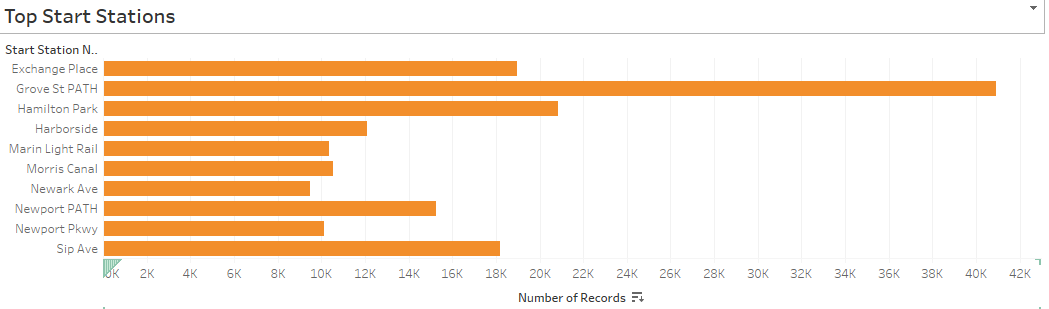 Top Start Stations
Start Station N..
Exchange Place
Grove St PATH
Hamilton Park
Harborside
Marin Light Rail
Morris Canal
Newark Ave
Newport PATH
Newport Pkwy
Sip Ave
0K 2K 4K 6K 8K 10K 12K 14K 16K 18K 20K 22K 24K 26K 28K 30K 32K 34K 36K 38K 40K 42K
Number of Records